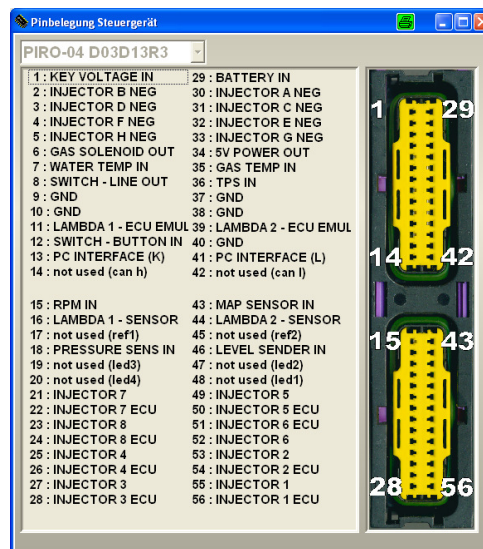 Pinbelegung Steuergerät
PIRO-04 D03D13R3
1 : KEY VOLTAGE IN 29 : BATTERY IN
2 : INJECTOR B NEG 30 : INJECTOR A NEG
3 : INJECTOR D NEG 31 : INJECTOR C NEG
4 : INJECTOR F NEG 32 : INJECTOR E NEG
5 : INJECTOR H NEG 33 : INJECTOR G NEG
6 : GAS SOLENOID OUT 34 : 5V POWER OUT
7 : WATER TEMP IN 35 : GAS TEMP IN
8 : SWITCH - LINE OUT 36 : TPS IN
9 : GND 37 : GND
10 : GND 38 : GND
11 : LAMBDA 1 - ECU EMUL 39 : LAMBDA 2 - ECU EMUL
12 : SWITCH - BUTTON IN 40 : GND
13 : PC INTERFACE (K) 41 : PC INTERFACE (L)
14 : not used (can h) 42 : not used (can l)
15 : RPM IN 43 : MAP SENSOR IN
16 : LAMBDA 1 - SENSOR 44 : LAMBDA 2 - SENSOR
17 : not used (ref1) 45 : not used (ref2)
18 : PRESSURE SENS IN 46 : LEVEL SENDER IN
19 : not used (led3) 47 : not used (led2)
20 : not used (led4) 48 : not used (led1)
21 : INJECTOR 7 49 : INJECTOR 5
22 : INJECTOR 7 ECU 50 : INJECTOR 5 ECU
23 : INJECTOR 8 51 : INJECTOR 6 ECU
24 : INJECTOR 8 ECU 52 : INJECTOR 6
25 : INJECTOR 4 53 : INJECTOR 2
26 : INJECTOR 4 ECU 54 : INJECTOR 2 ECU
27 : INJECTOR 3 55 : INJECTOR 1
28 : INJECTOR 3 ECU 56 : INJECTOR 1 ECU
1 29
14 42
15 43
28 56